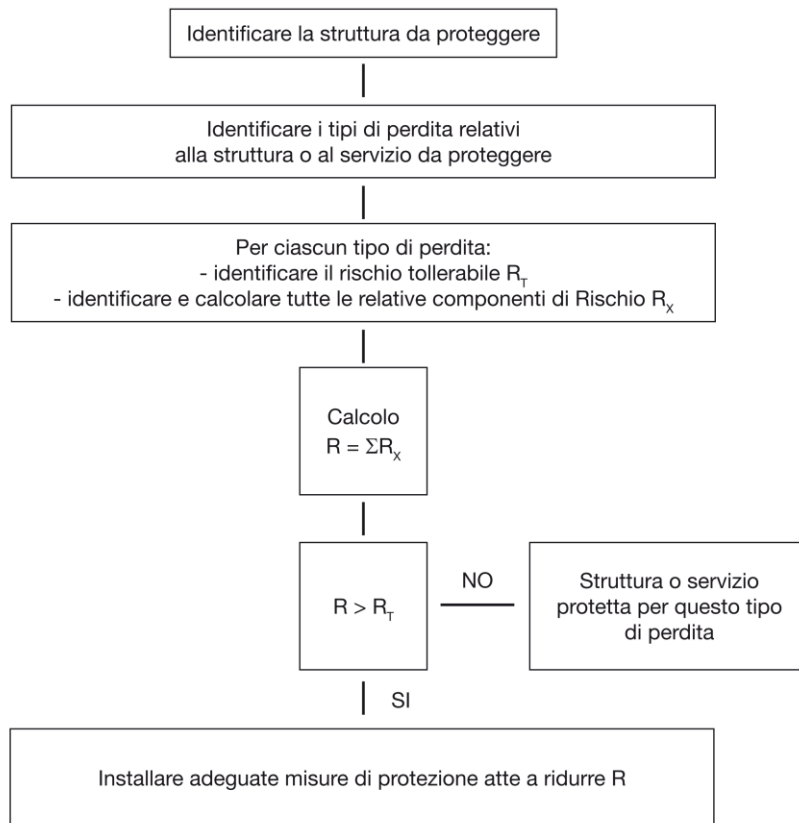 Identificare la struttura da proteggere
Identificare i tipi di perdita relativi
alla struttura o al servizio da proteggere
Per ciascun tipo di perdita:
- identificare il rischio tollerabile R_T
- identificare e calcolare tutte le relative componenti di Rischio R_X
Calcolo
R = ΣR_X
R > R_T
NO
Struttura o servizio
protetta per questo tipo
di perdita
SI
Installare adeguate misure di protezione atte a ridurre R